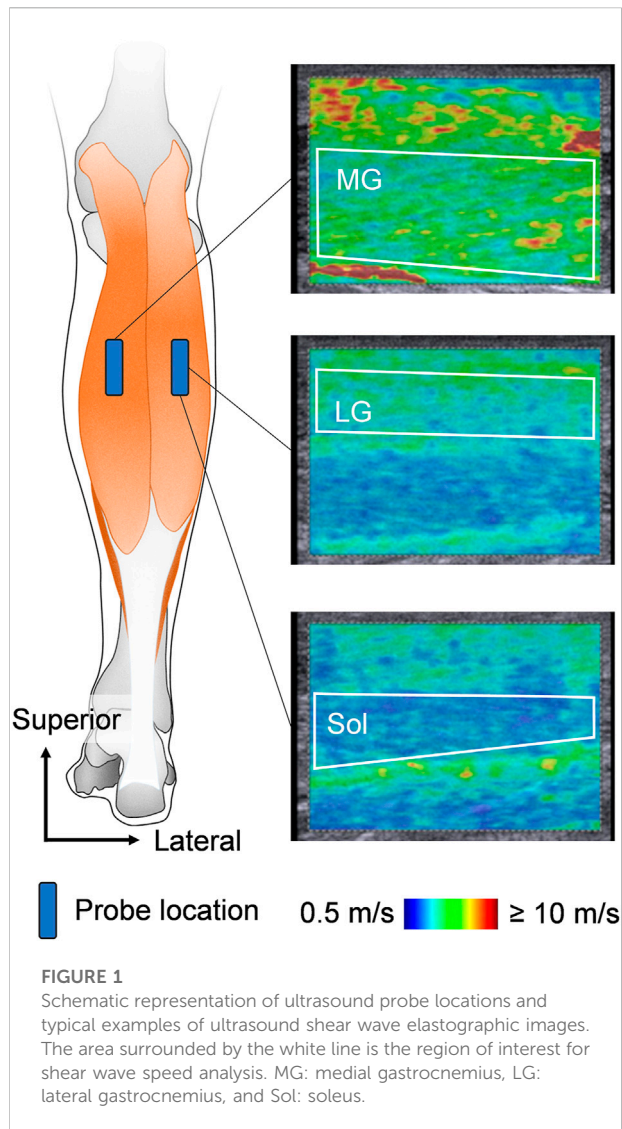 MG
LG
Sol
Superior
Lateral
Probe location 0.5 m/s ≥ 10 m/s
FIGURE 1
Schematic representation of ultrasound probe locations and
typical examples of ultrasound shear wave elastographic images.
The area surrounded by the white line is the region of interest for
shear wave speed analysis. MG: medial gastrocnemius, LG:
lateral gastrocnemius, and Sol: soleus.